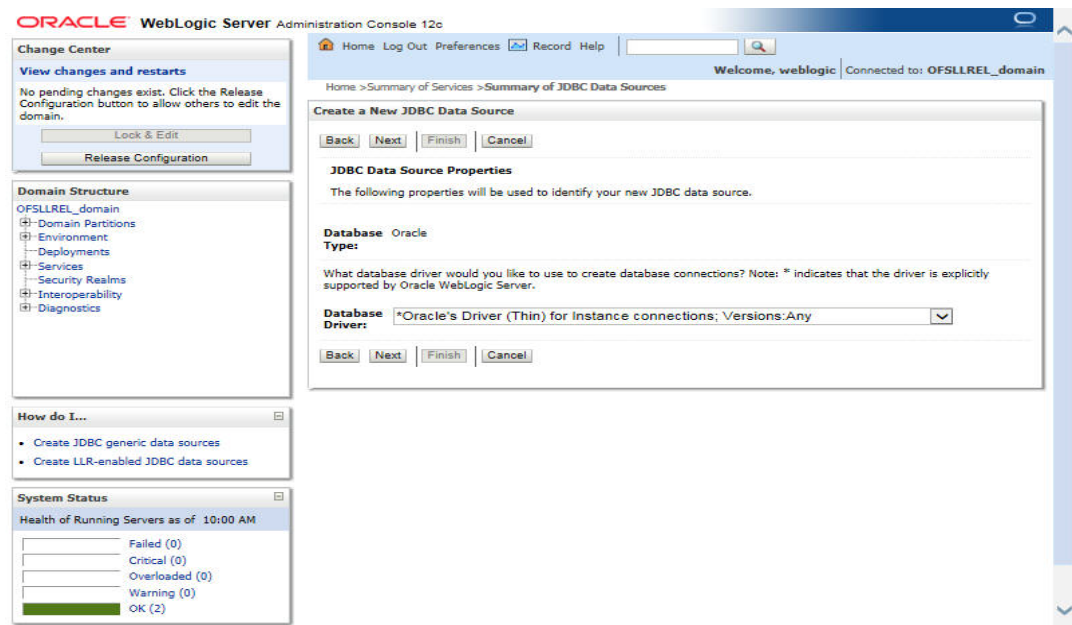 ORACLE WebLogic Server Administration Console 12c
Change Center
View changes and restarts
No pending changes exist. Click the Release
Configuration button to allow others to edit the
domain.
Lock & Edit
Release Configuration
Domain Structure
OFSLLREL_domain
Domain Partitions
Environment
Deployments
Services
Security Realms
Interoperability
Diagnostics
How do I...
Create JDBC generic data sources
Create LLR-enabled JDBC data sources
System Status
Health of Running Servers as of 10:00 AM
Failed (0)
Critical (0)
Overloaded (0)
Warning (0)
OK (2)
Home Log Out Preferences Record Help
Welcome, weblogic Connected to: OFSLLREL_domain
Home >Summary of Services >Summary of JDBC Data Sources
Create a New JDBC Data Source
Back Next Finish Cancel
JDBC Data Source Properties
The following properties will be used to identify your new JDBC data source.
Database Oracle
Type:
What database driver would you like to use to create database connections? Note: * indicates that the driver is explicitly
supported by Oracle WebLogic Server.
Database *Oracle's Driver (Thin) for Instance connections; Versions:Any
Driver:
Back Next Finish Cancel